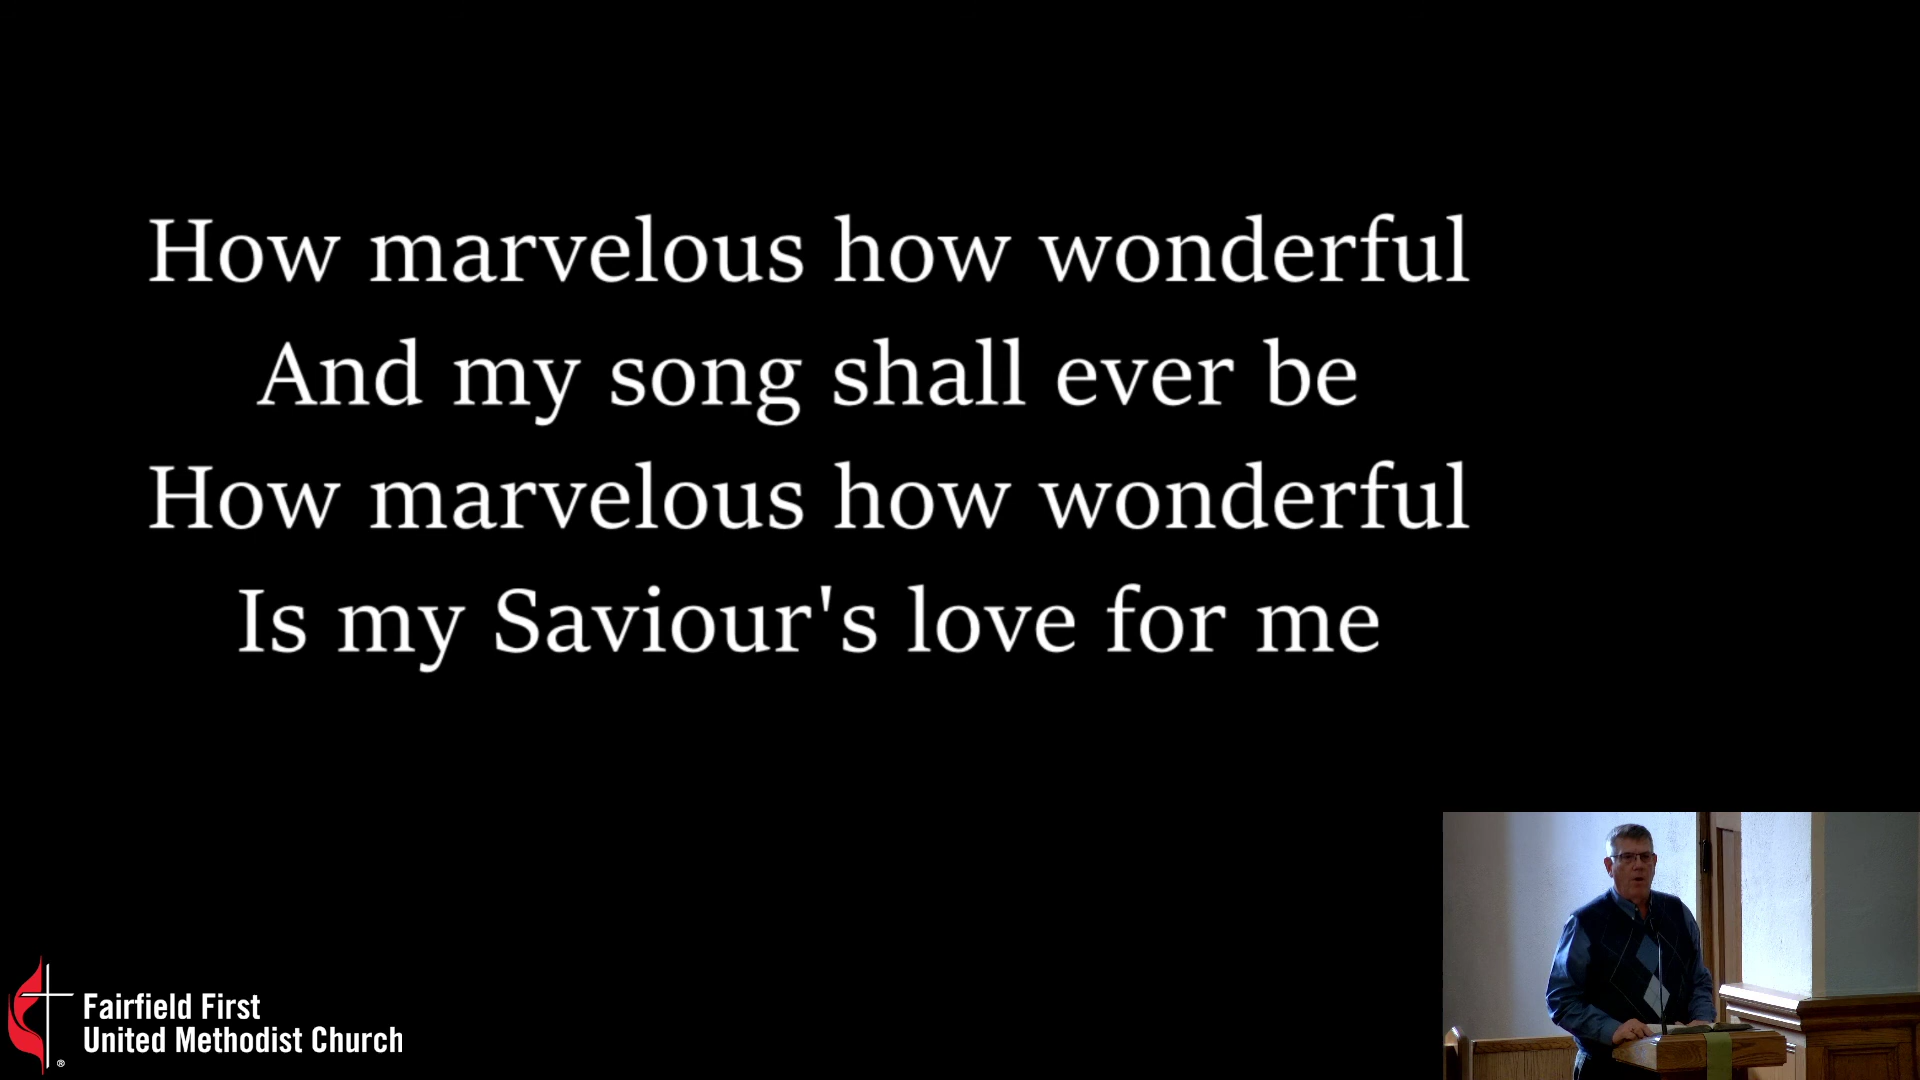 How marvelous how wonderful
And my song shall ever be
How marvelous how wonderful
Is my Saviour's love for me
Fairfield First
United Methodist Church
®